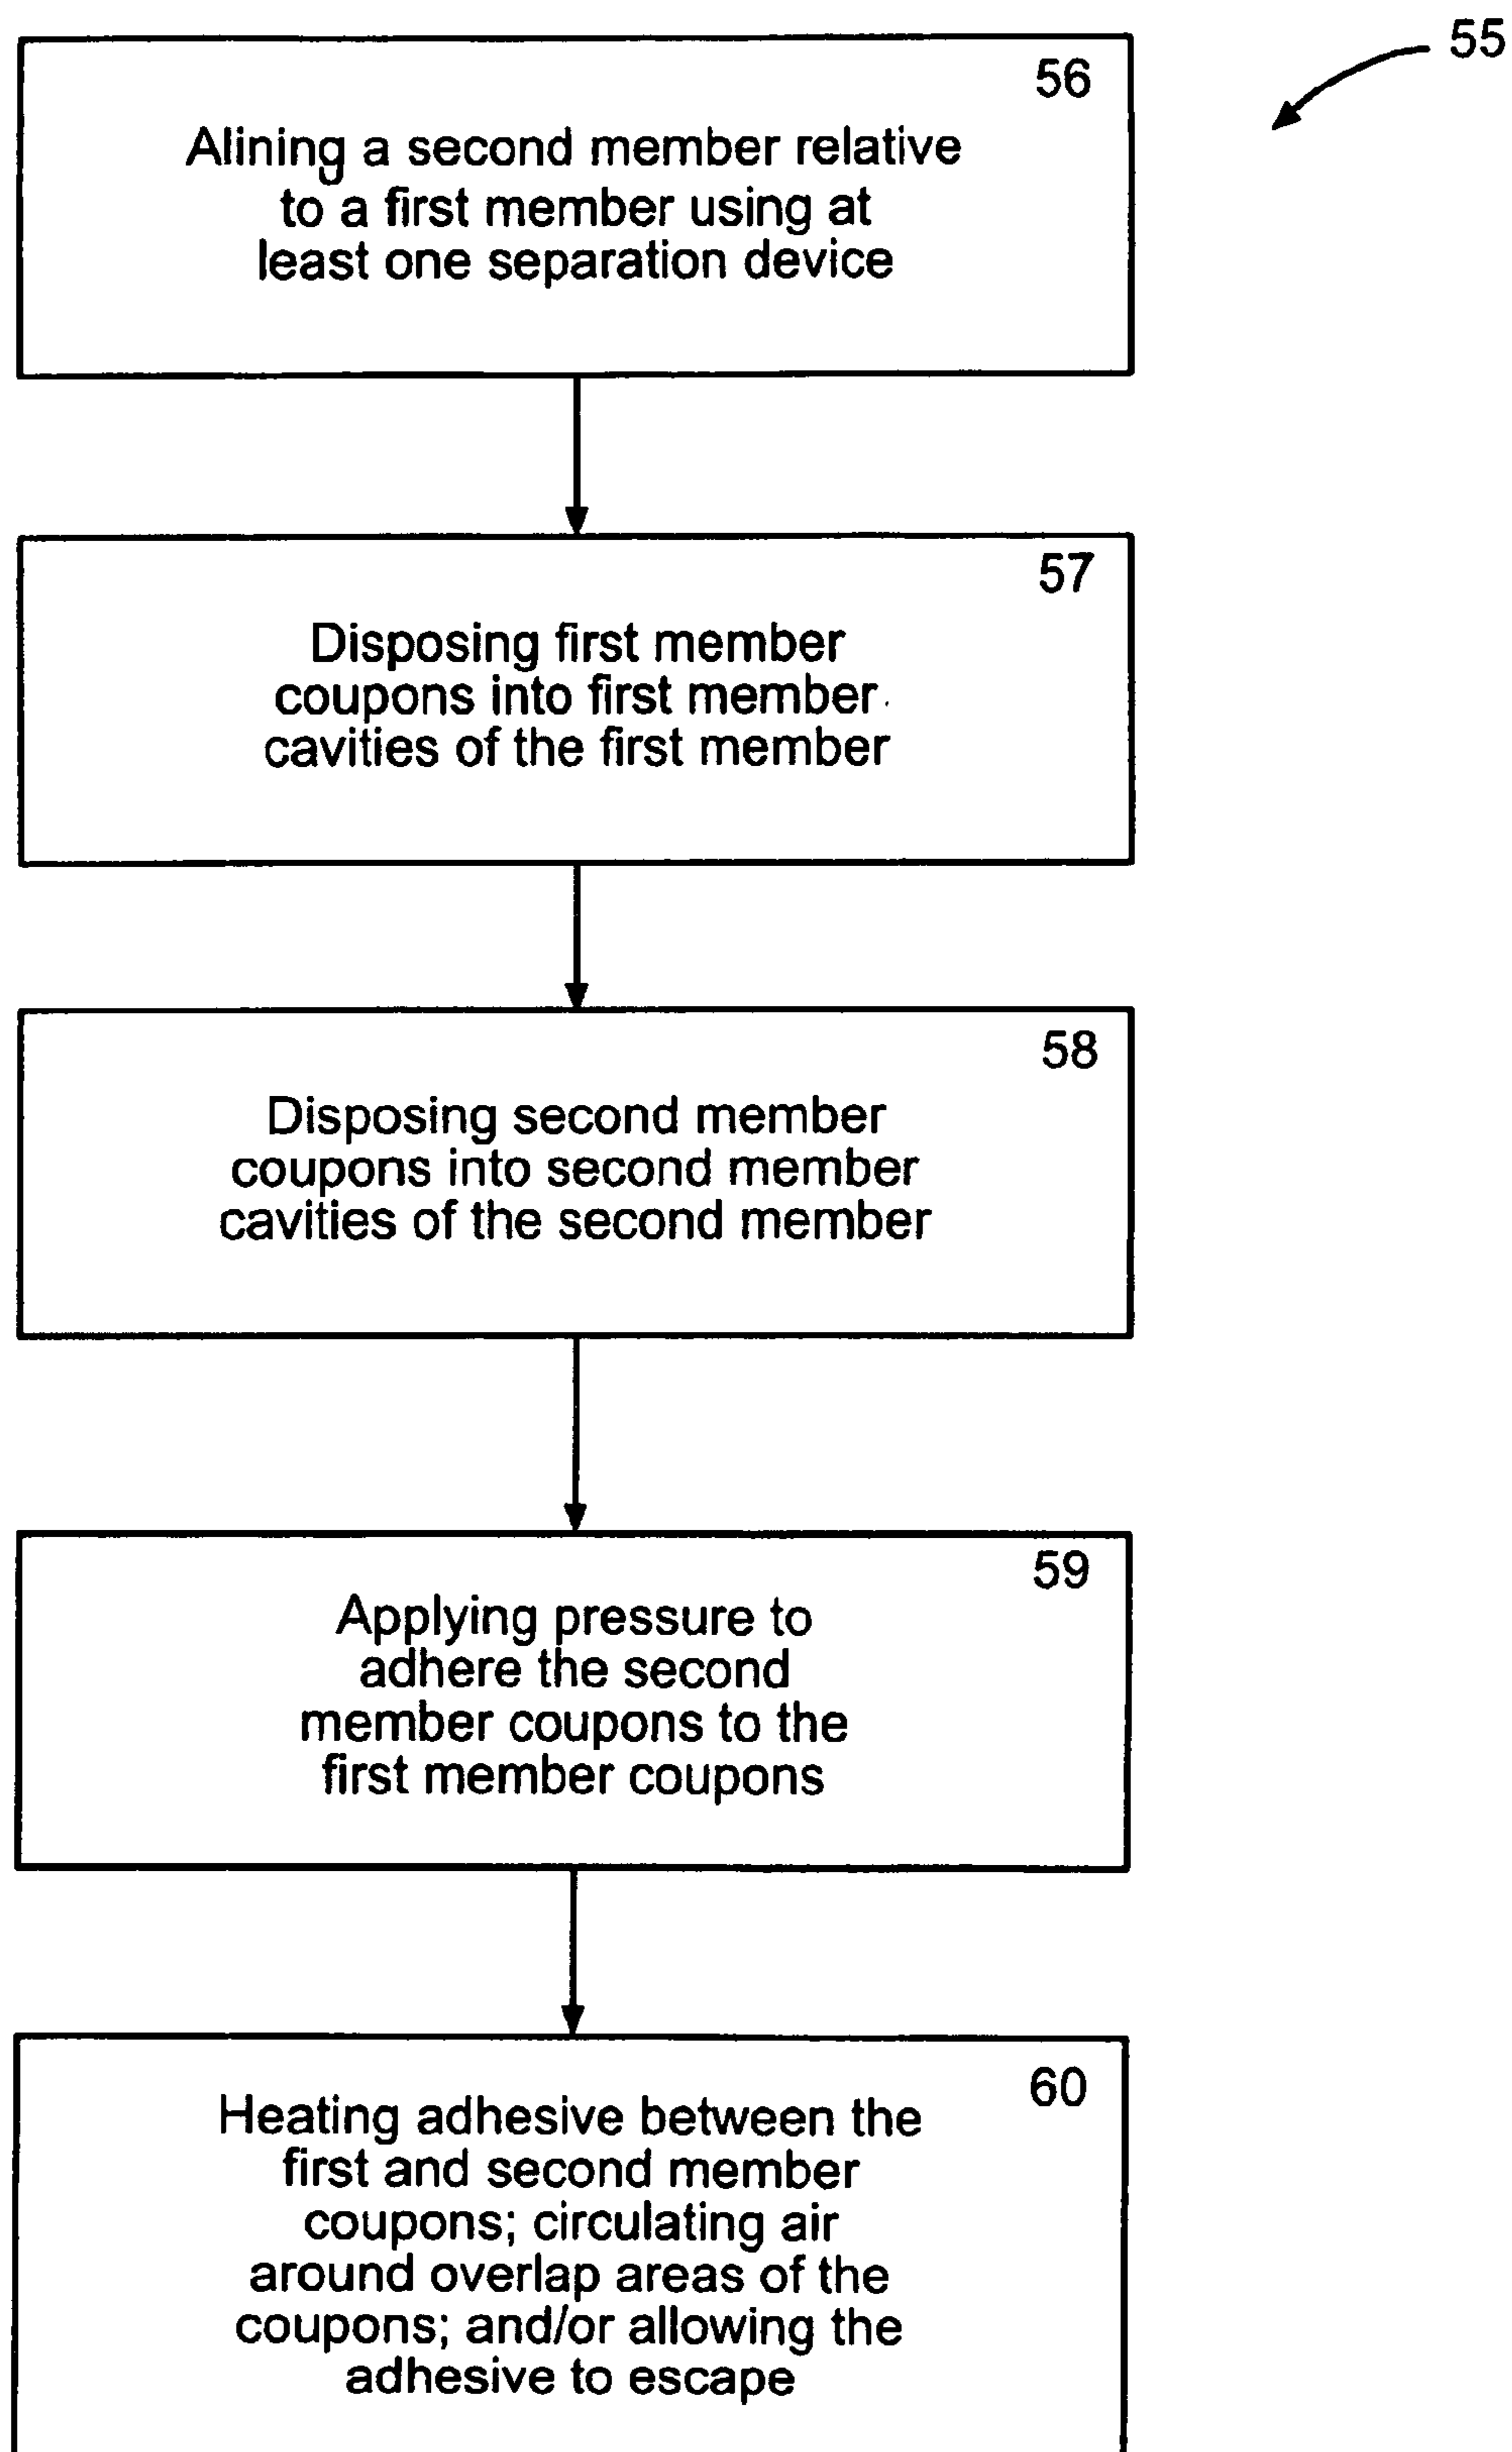 55
56
Alining a second member relative
to a first member using at
least one separation device
57
Disposing first member
coupons into first member
cavities of the first member
58
Disposing second member
coupons into second member
cavities of the second member
59
Applying pressure to
adhere the second
member coupons to the
first member coupons
60
Heating adhesive between the
first and second member
coupons; circulating air
around overlap areas of the
coupons; and/or allowing the
adhesive to escape